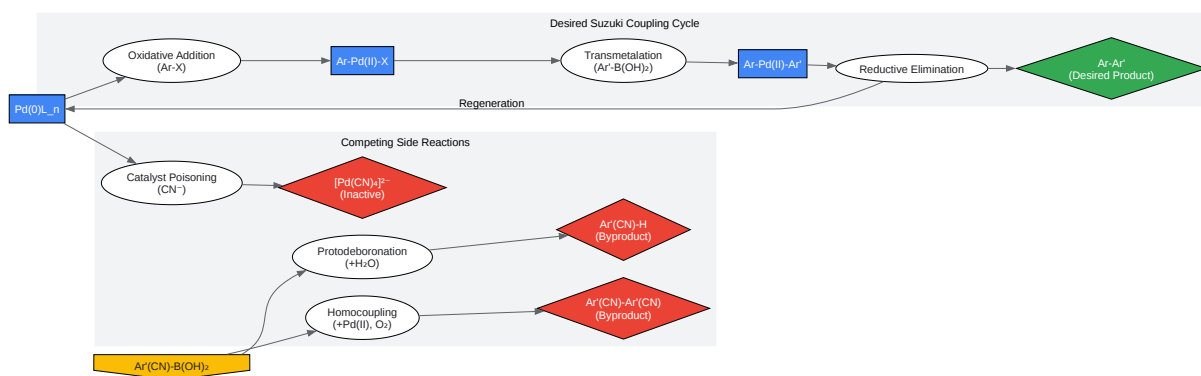 Desired Suzuki Coupling Cycle
Oxidative Addition
(Ar-X)
Ar-Pd(II)-X
Transmetalation
(Ar'-B(OH)₂)
Ar-Pd(II)-Ar'
Reductive Elimination
Ar-Ar'
(Desired Product)
Pd(0)L_n
Regeneration
Competing Side Reactions
Catalyst Poisoning
(CN⁻)
[Pd(CN)₄]²⁻
(Inactive)
Ar'(CN)-H
(Byproduct)
Protodeboronation
(+H₂O)
Homocoupling
(+Pd(II), O₂)
Ar'(CN)-Ar'(CN)
(Byproduct)
Ar'(CN)-B(OH)₂